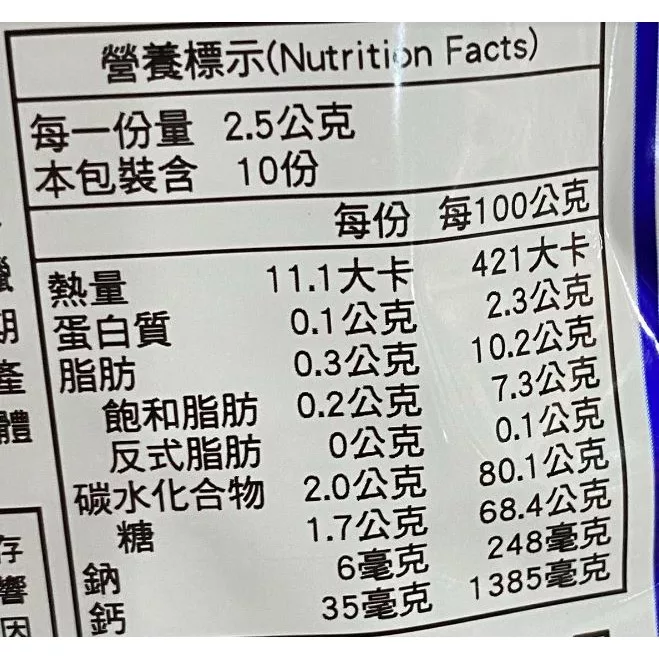 營養標示(Nutrition Facts)
每一份量 2.5公克
本包裝含 10份
每份 每100公克
熱量 11.1大卡 421大卡
蛋白質 0.1公克 2.3公克
脂肪 0.3公克 10.2公克
飽和脂肪 0.2公克 7.3公克
反式脂肪 0公克 0.1公克
碳水化合物 2.0公克 80.1公克
糖 1.7公克 68.4公克
鈉 6毫克 248毫克
鈣 35毫克 1385毫克
期
產
體
存
響
因